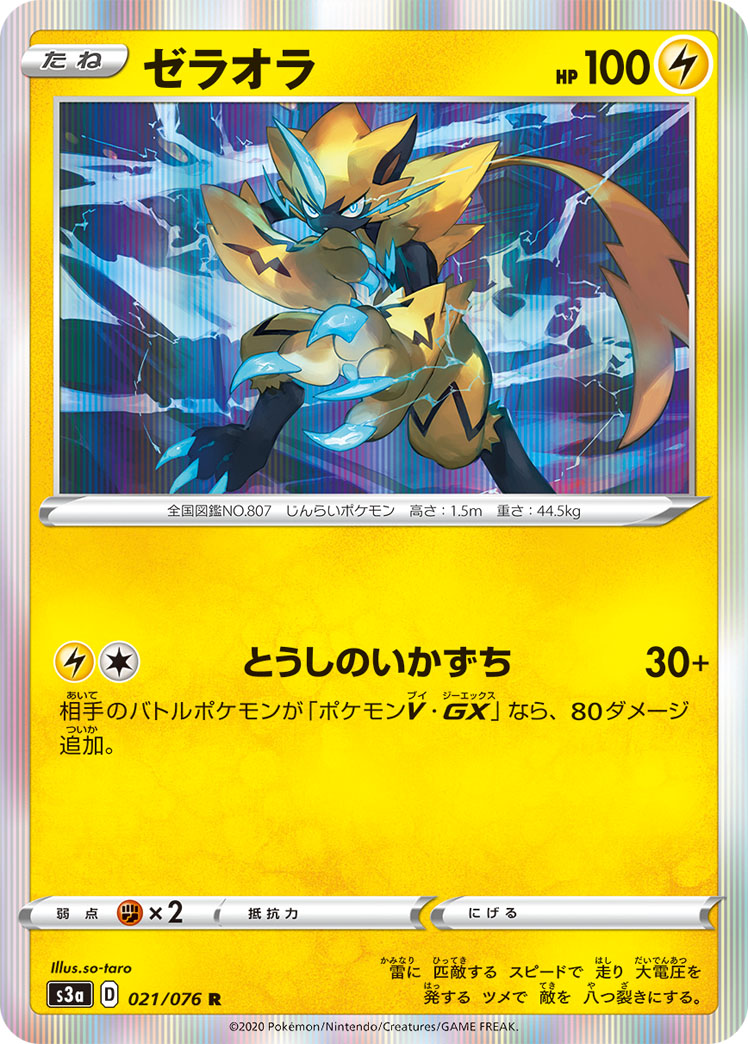 たね ゼラオラ HP 100
全国図鑑NO.807 じんらいポケモン 高さ：1.5m 重さ：44.5kg
とうしのいかずち 30+
あいて ブイ ジーエックス
相手のバトルポケモンが「ポケモンV・GX」なら、80ダメージ
ついか
追加。
弱点 ×2 抵抗力 にげる
Illus.so-taro
かみなり ひってき はし だいでんあつ
雷に 匹敵する スピードで 走り 大電圧を
はっ てき や ざ
発する ツメで 敵を 八つ裂きにする。
s3a D 021/076 R
©2020 Pokémon/Nintendo/Creatures/GAME FREAK.